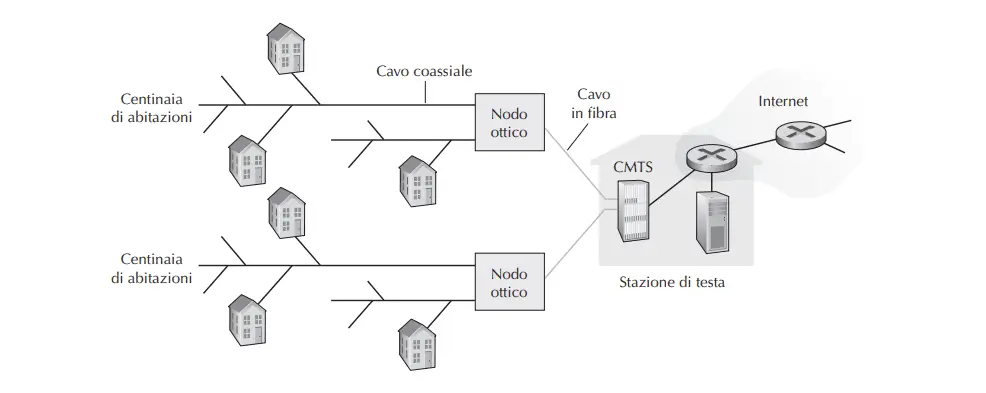 Cavo coassiale
Centinaia
di abitazioni
Nodo
ottico
Cavo
in fibra
Internet
CMTS
Centinaia
di abitazioni
Nodo
ottico
Stazione di testa